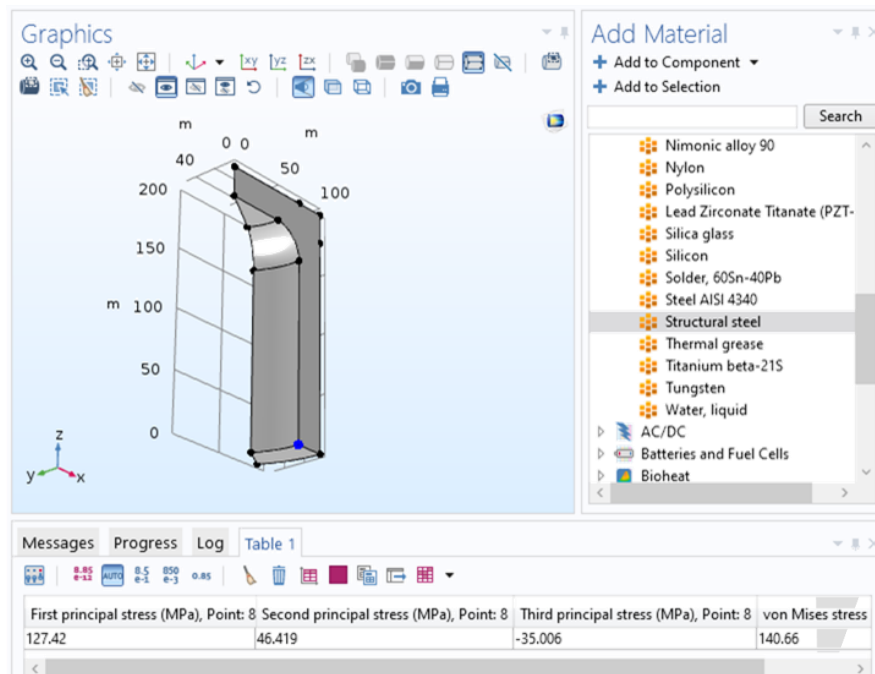 Graphics
xy yz zx
m
0 0
m
40
50
200
100
150
m 100
50
0
z
y x
Add Material
+ Add to Component
+ Add to Selection
Search
Nimonic alloy 90
Nylon
Polysilicon
Lead Zirconate Titanate (PZT-
Silica glass
Silicon
Solder, 60Sn-40Pb
Steel AISI 4340
Structural steel
Thermal grease
Titanium beta-21S
Tungsten
Water, liquid
AC/DC
Batteries and Fuel Cells
Bioheat
Messages Progress Log Table 1
8.85 e-12 AUTO 8.5 e-1 850 e-3 0.85
First principal stress (MPa), Point: 8 Second principal stress (MPa), Point: 8 Third principal stress (MPa), Point: 8 von Mises stress
127.42 46.419 -35.006 140.66